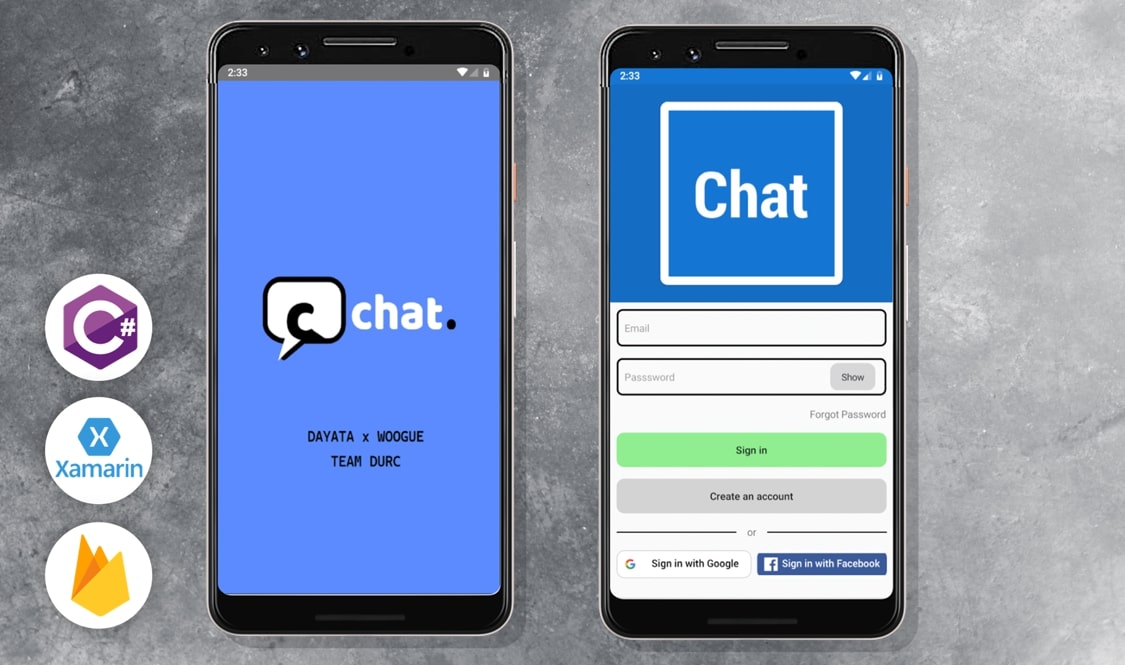 2:33
chat.
DAYATA x WOOGUE
TEAM DURC
C#
Xamarin
2:33
Chat
Email
Passsword
Show
Forgot Password
Sign in
Create an account
or
Sign in with Google
Sign in with Facebook